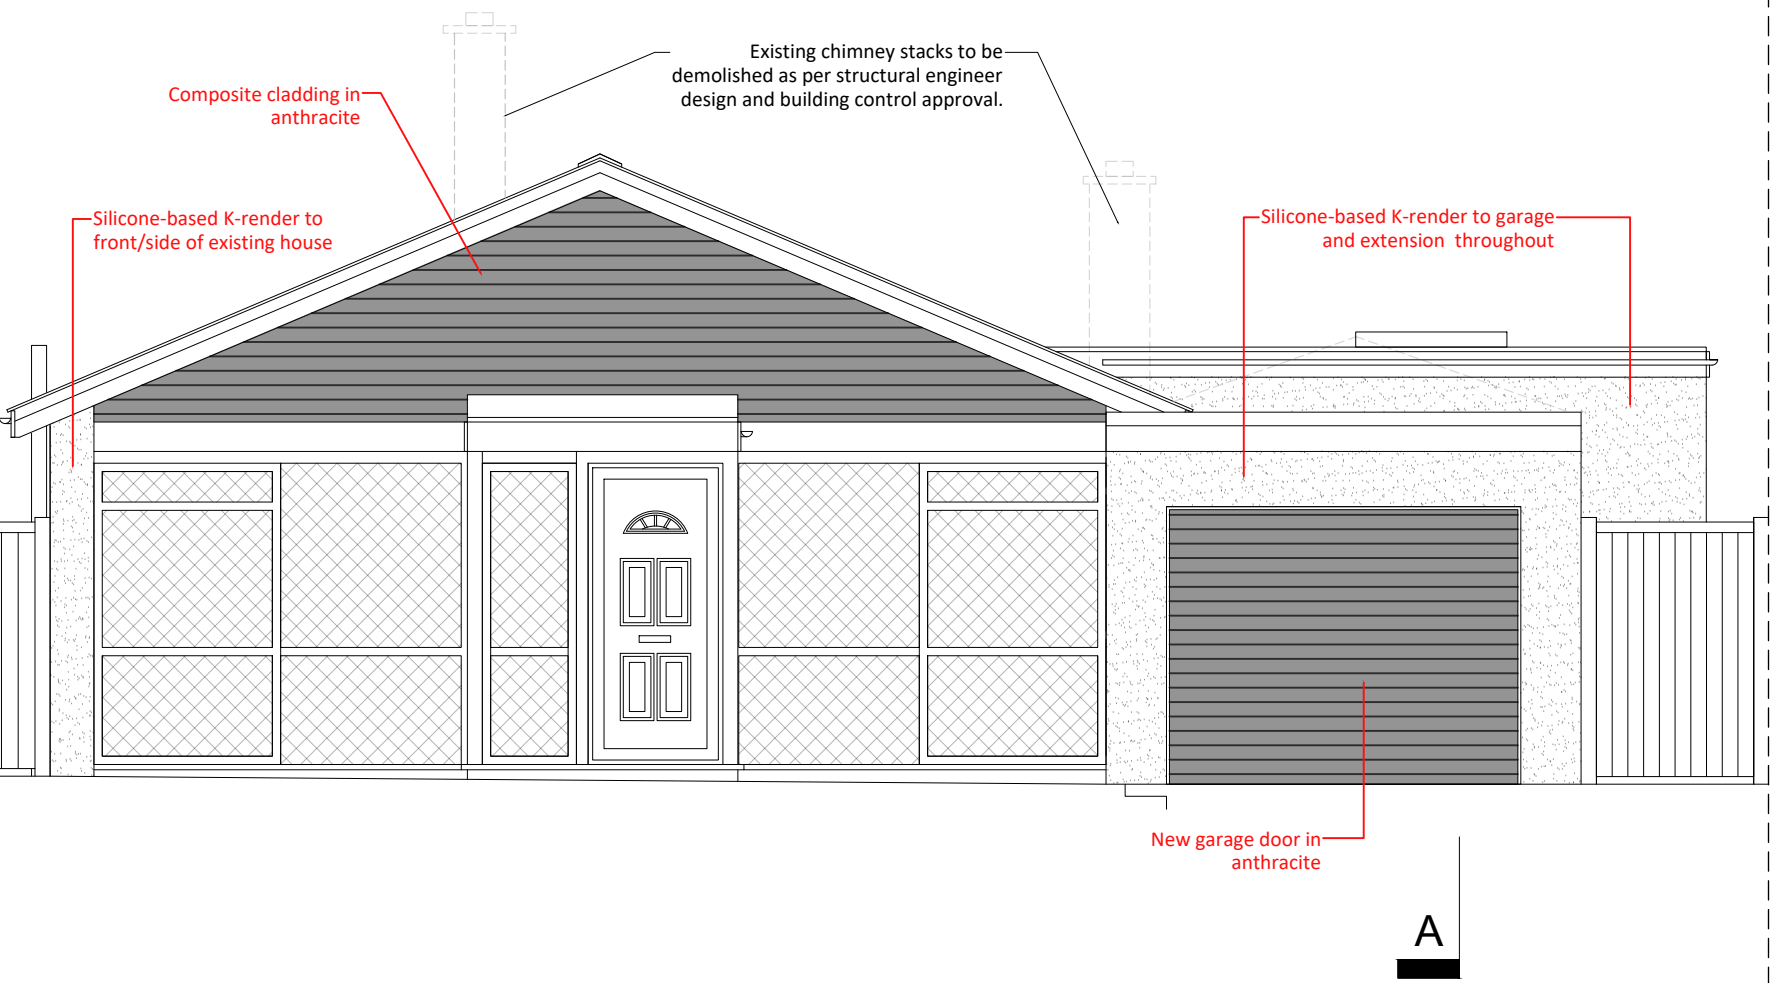 Existing chimney stacks to be
demolished as per structural engineer
design and building control approval.
Composite cladding in
anthracite
Silicone-based K-render to
front/side of existing house
Silicone-based K-render to garage
and extension throughout
New garage door in
anthracite
A